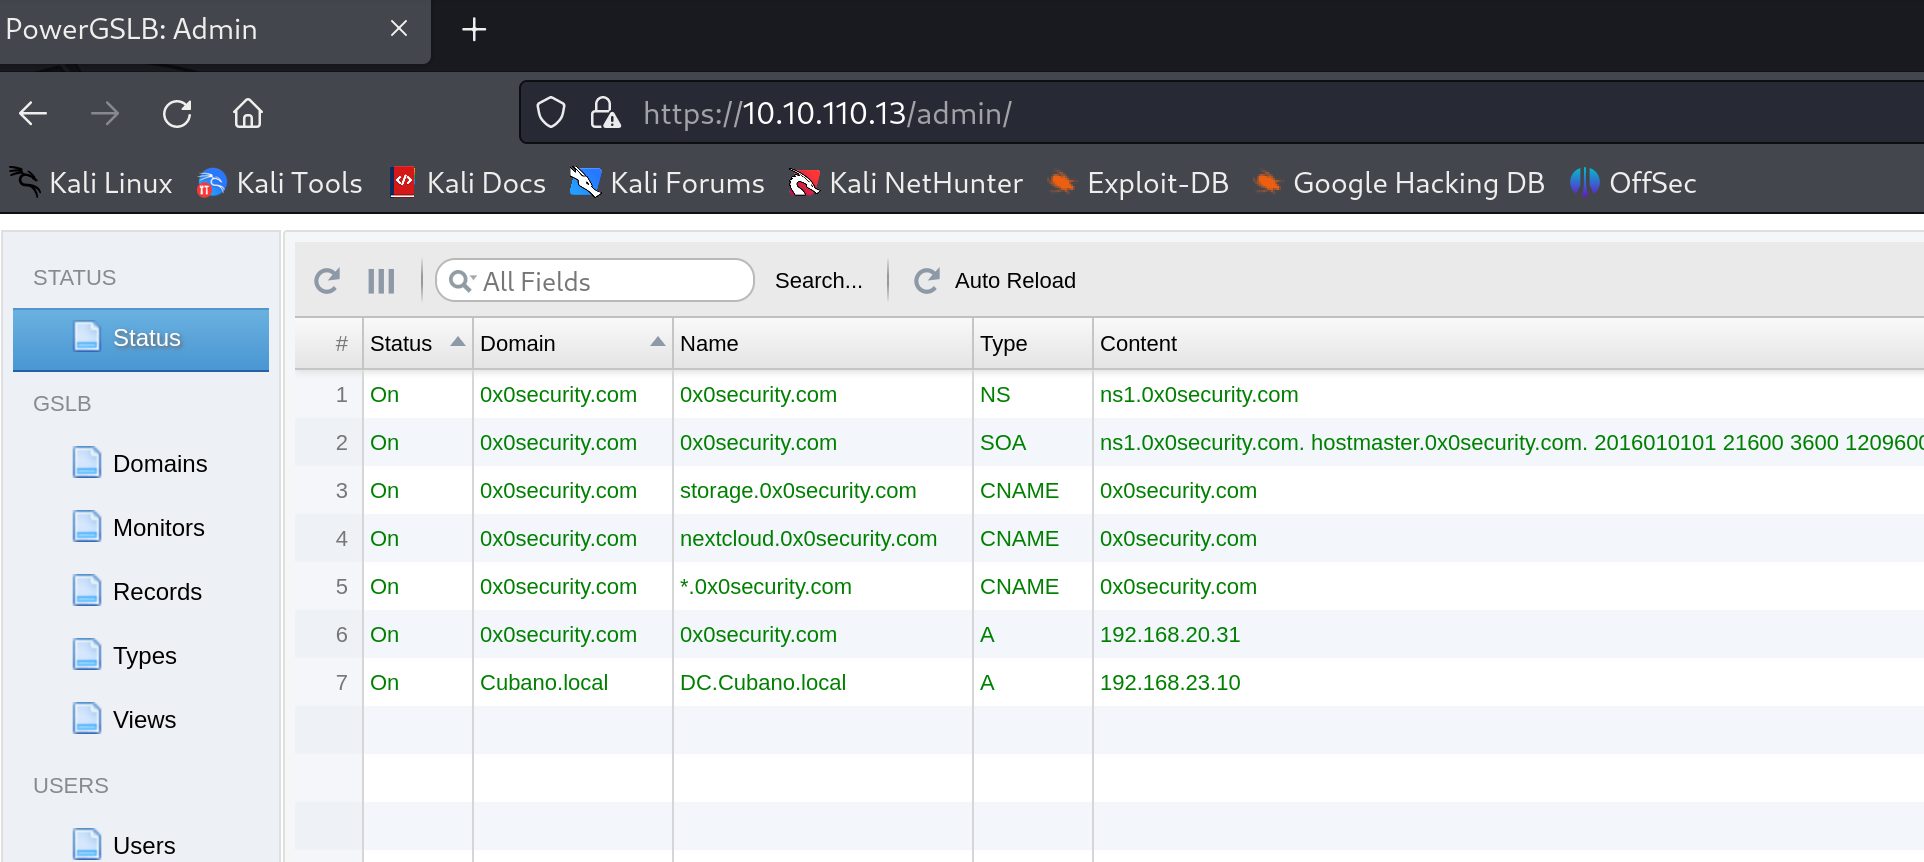 PowerGSLB: Admin
https://10.10.110.13/admin/
Kali Linux Kali Tools Kali Docs Kali Forums Kali NetHunter Exploit-DB Google Hacking DB OffSec
STATUS
Status
GSLB
Domains
Monitors
Records
Types
Views
USERS
Users
All Fields Search... Auto Reload
# Status Domain Name Type Content
1 On 0x0security.com 0x0security.com NS ns1.0x0security.com
2 On 0x0security.com 0x0security.com SOA ns1.0x0security.com. hostmaster.0x0security.com. 2016010101 21600 3600 1209600
3 On 0x0security.com storage.0x0security.com CNAME 0x0security.com
4 On 0x0security.com nextcloud.0x0security.com CNAME 0x0security.com
5 On 0x0security.com *.0x0security.com CNAME 0x0security.com
6 On 0x0security.com 0x0security.com A 192.168.20.31
7 On Cubano.local DC.Cubano.local A 192.168.23.10